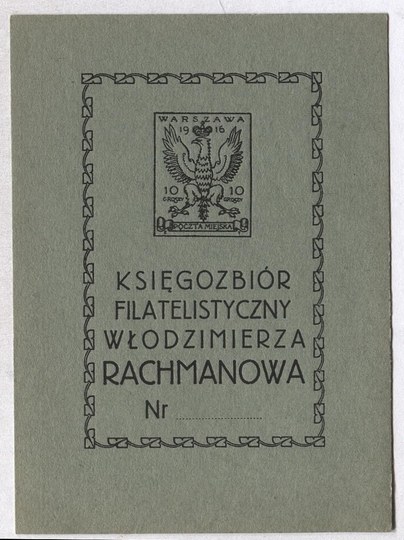 WARSZAWA
1916
10 10
GROSZY GROSZY
POCZTA MIEJSKA
KSIĘGOZBIÓR
FILATELISTYCZNY
WŁODZIMIERZA
RACHMANOWA
Nr